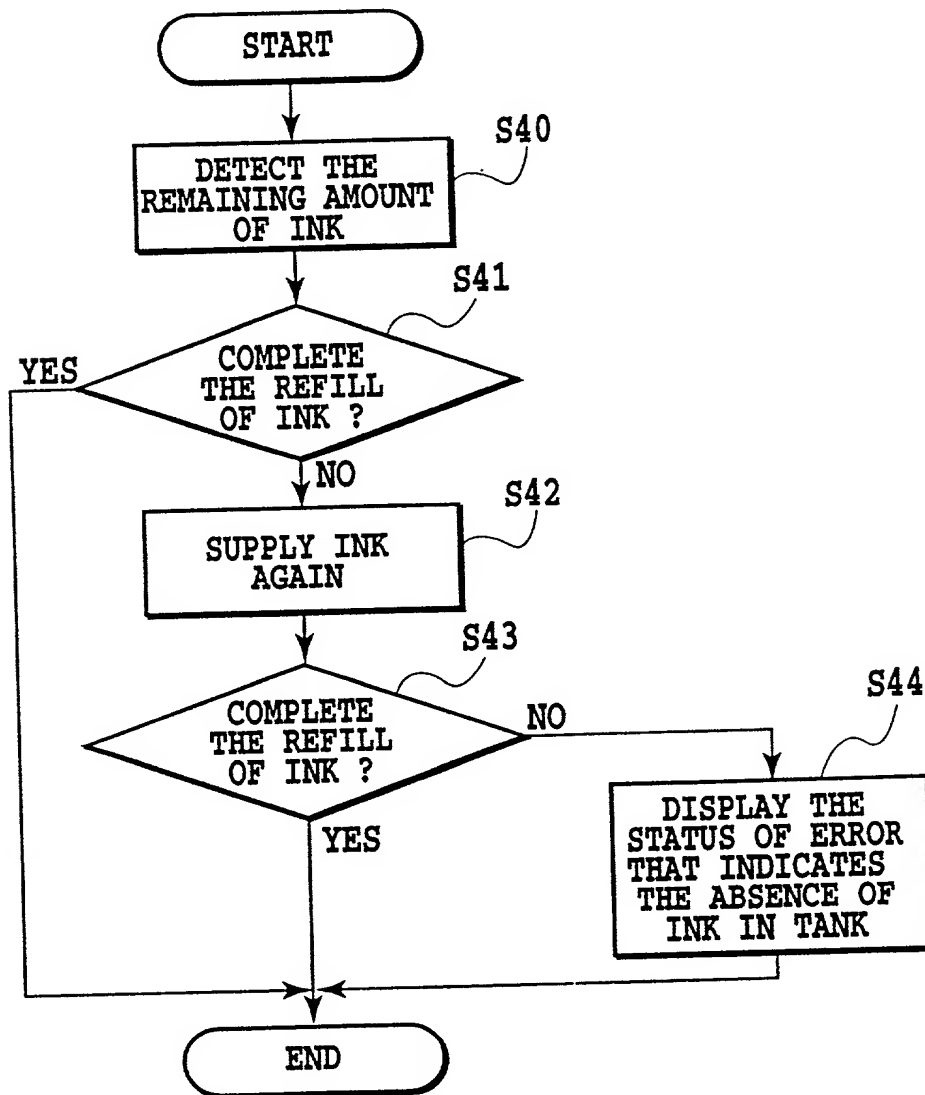 START
S40
DETECT THE
REMAINING AMOUNT
OF INK
S41
YES
COMPLETE
THE REFILL
OF INK ?
NO
S42
SUPPLY INK
AGAIN
S43
COMPLETE
THE REFILL
OF INK ?
NO
S44
YES
DISPLAY THE
STATUS OF ERROR
THAT INDICATES
THE ABSENCE OF
INK IN TANK
END